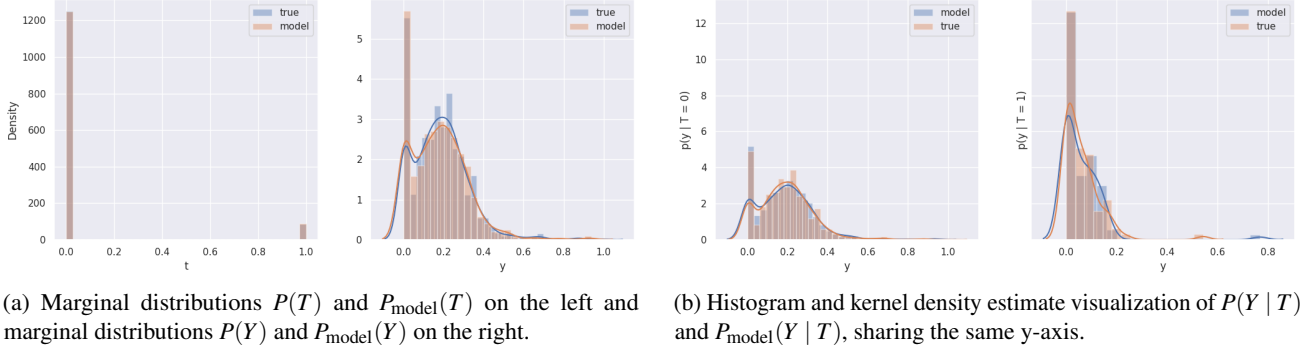 true
model
1200
1000
800
600
400
200
0
Density
0.0 0.2 0.4 0.6 0.8 1.0
t
true
model
5
4
3
2
1
0
0.0 0.2 0.4 0.6 0.8 1.0
y
model
true
12
10
8
6
4
2
0
p(y | T = 0)
0.0 0.2 0.4 0.6 0.8 1.0
y
model
true
p(y | T = 1)
0.0 0.2 0.4 0.6 0.8
y
(a) Marginal distributions P(T) and P_model(T) on the left and
marginal distributions P(Y) and P_model(Y) on the right.
(b) Histogram and kernel density estimate visualization of P(Y | T)
and P_model(Y | T), sharing the same y-axis.